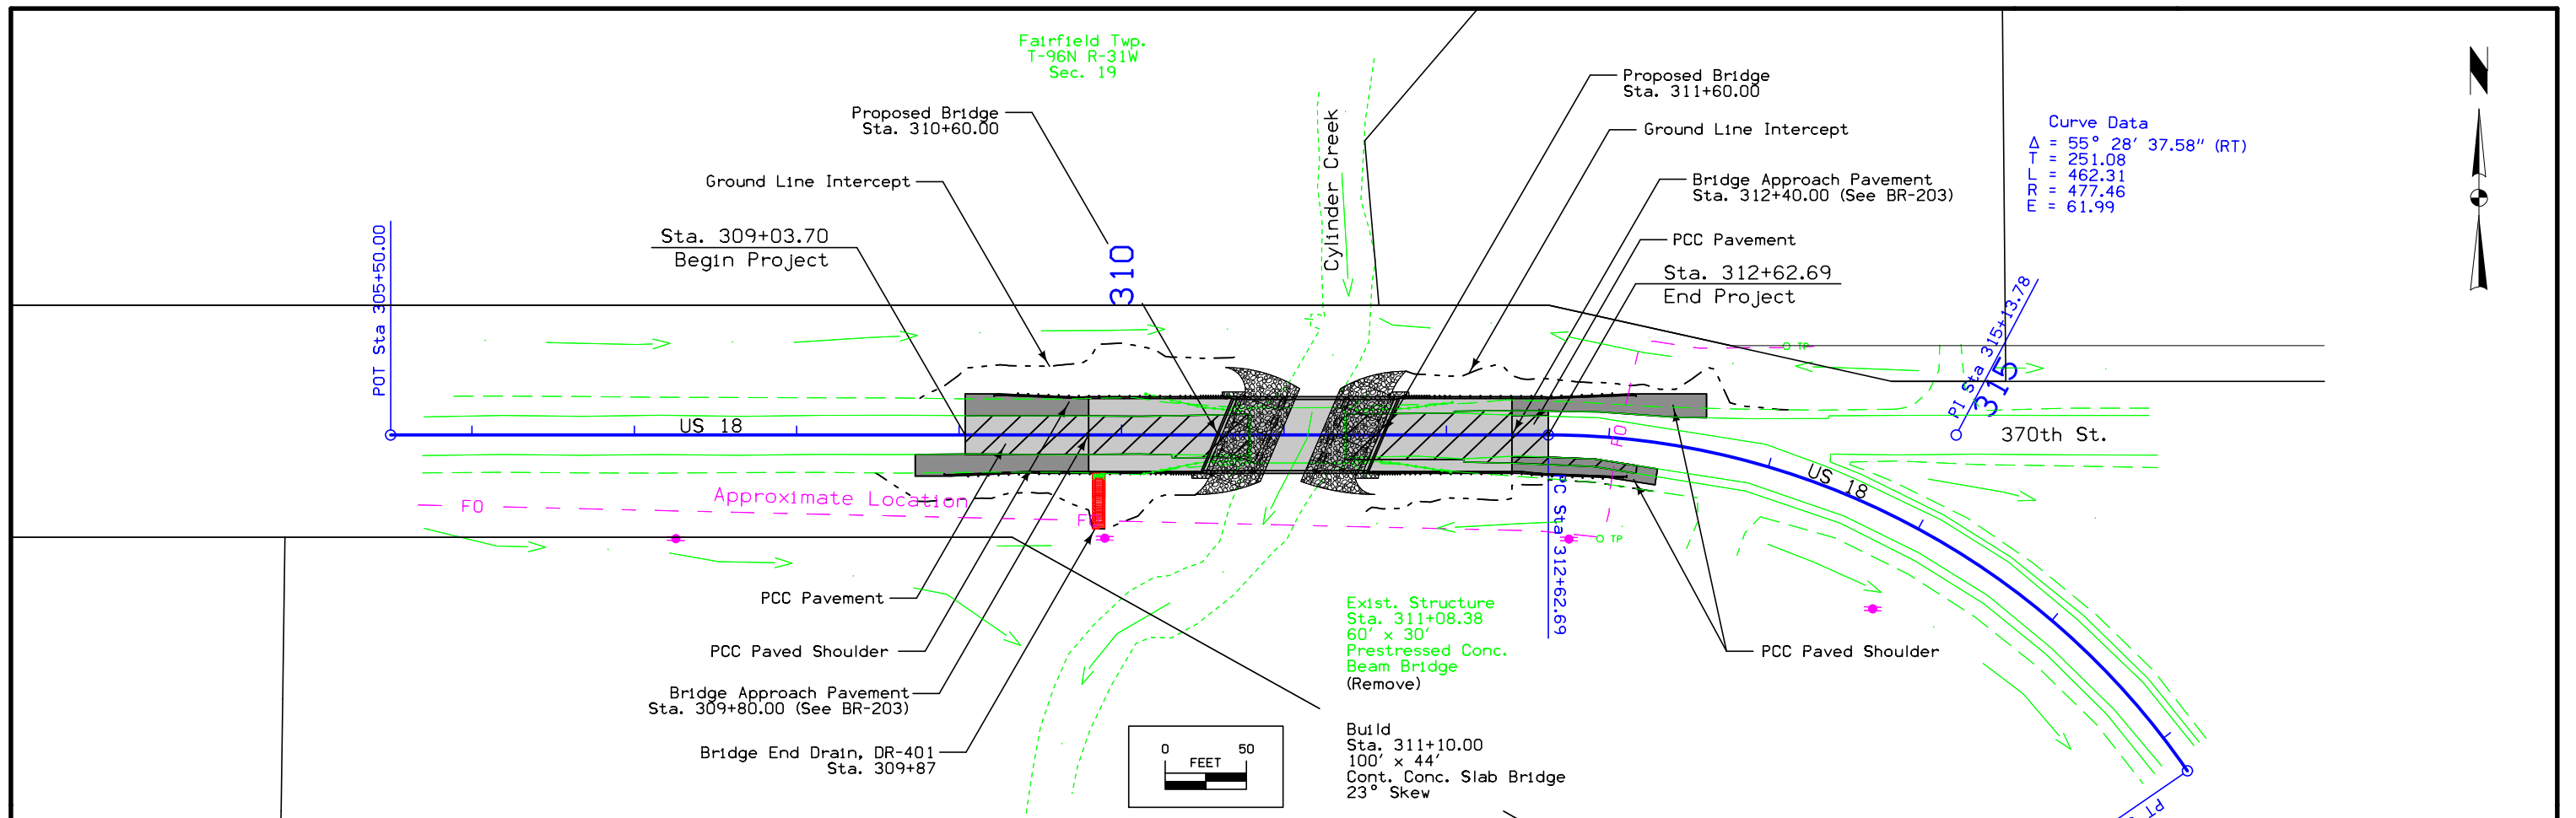 Fairfield Twp.
T-96N R-31W
Sec. 19
Proposed Bridge
Sta. 310+60.00
Ground Line Intercept
Sta. 309+03.70
Begin Project
POT Sta 305+50.00
310
Cylinder Creek
Proposed Bridge
Sta. 311+60.00
Ground Line Intercept
Bridge Approach Pavement
Sta. 312+40.00 (See BR-203)
PCC Pavement
Sta. 312+62.69
End Project
Curve Data
Δ = 55° 28' 37.58" (RT)
T = 251.08
L = 462.31
R = 477.46
E = 61.99
N
PI Sta 315+13.78
315
TP
US 18
370th St.
FO
US 18
Approximate Location
FO
TP
PC Sta 312+62.69
PCC Pavement
PCC Paved Shoulder
Bridge Approach Pavement
Sta. 309+80.00 (See BR-203)
Bridge End Drain, DR-401
Sta. 309+87
Exist. Structure
Sta. 311+08.38
60' x 30'
Prestressed Conc.
Beam Bridge
(Remove)
PCC Paved Shoulder
Build
Sta. 311+10.00
100' x 44'
Cont. Conc. Slab Bridge
23° Skew
0 50
FEET
PT